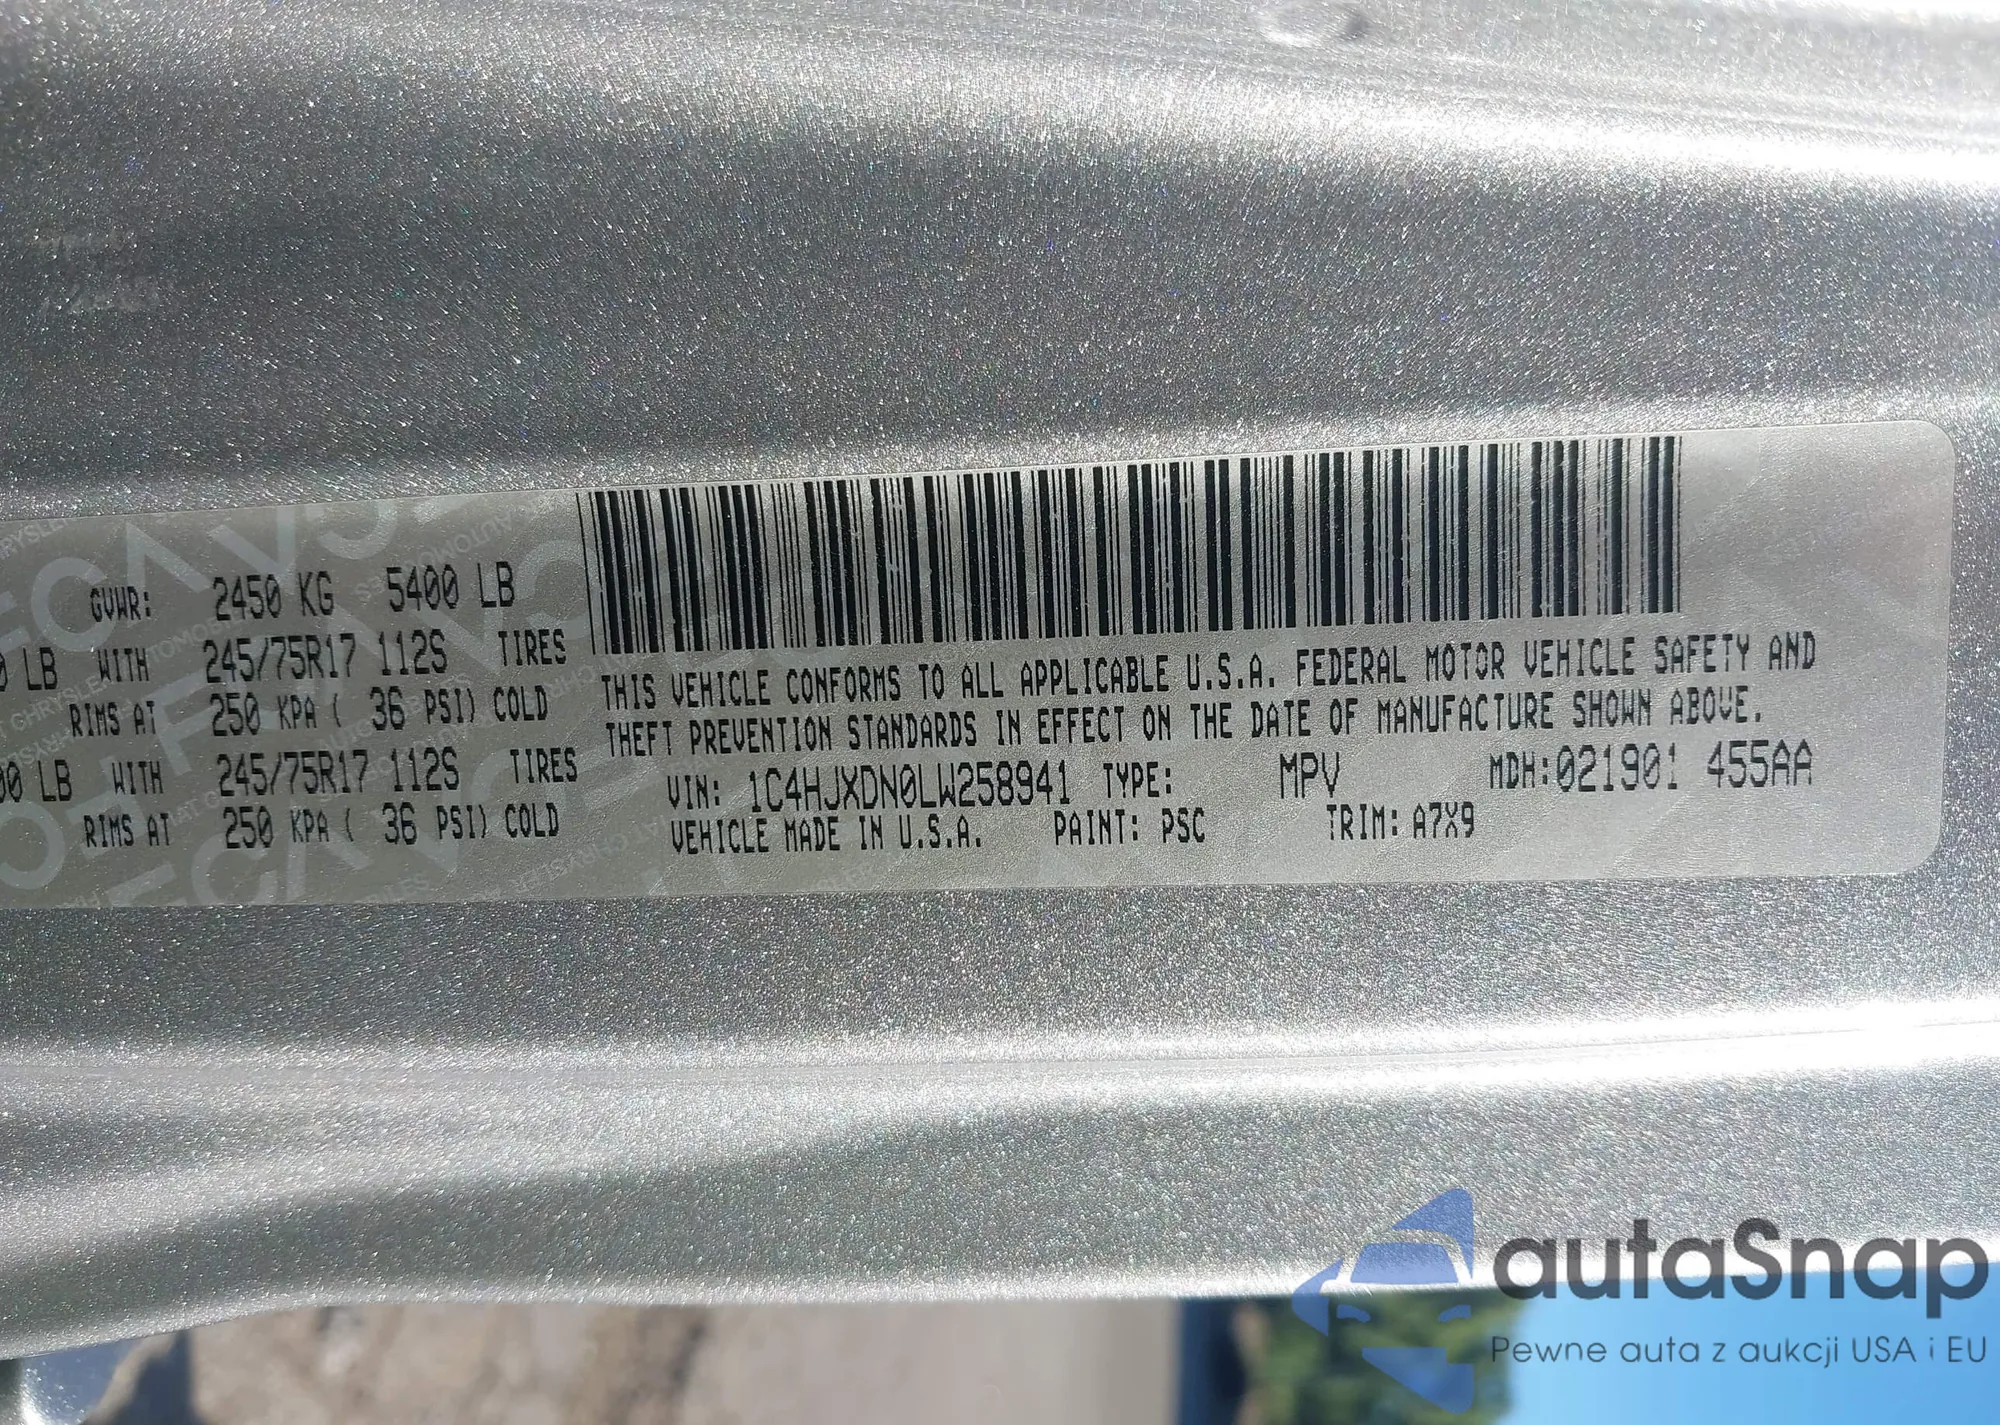 GVWR: 2450 KG 5400 LB
LB WITH 245/75R17 112S TIRES
RIMS AT 250 KPA ( 36 PSI) COLD
LB WITH 245/75R17 112S TIRES
RIMS AT 250 KPA ( 36 PSI) COLD
THIS VEHICLE CONFORMS TO ALL APPLICABLE U.S.A. FEDERAL MOTOR VEHICLE SAFETY AND
THEFT PREVENTION STANDARDS IN EFFECT ON THE DATE OF MANUFACTURE SHOWN ABOVE.
VIN: 1C4HJXDN0LW258941 TYPE: MPV MDH:021901 455AA
VEHICLE MADE IN U.S.A. PAINT: PSC TRIM: A7X9
autaSnap
Pewne auta z aukcji USA i EU